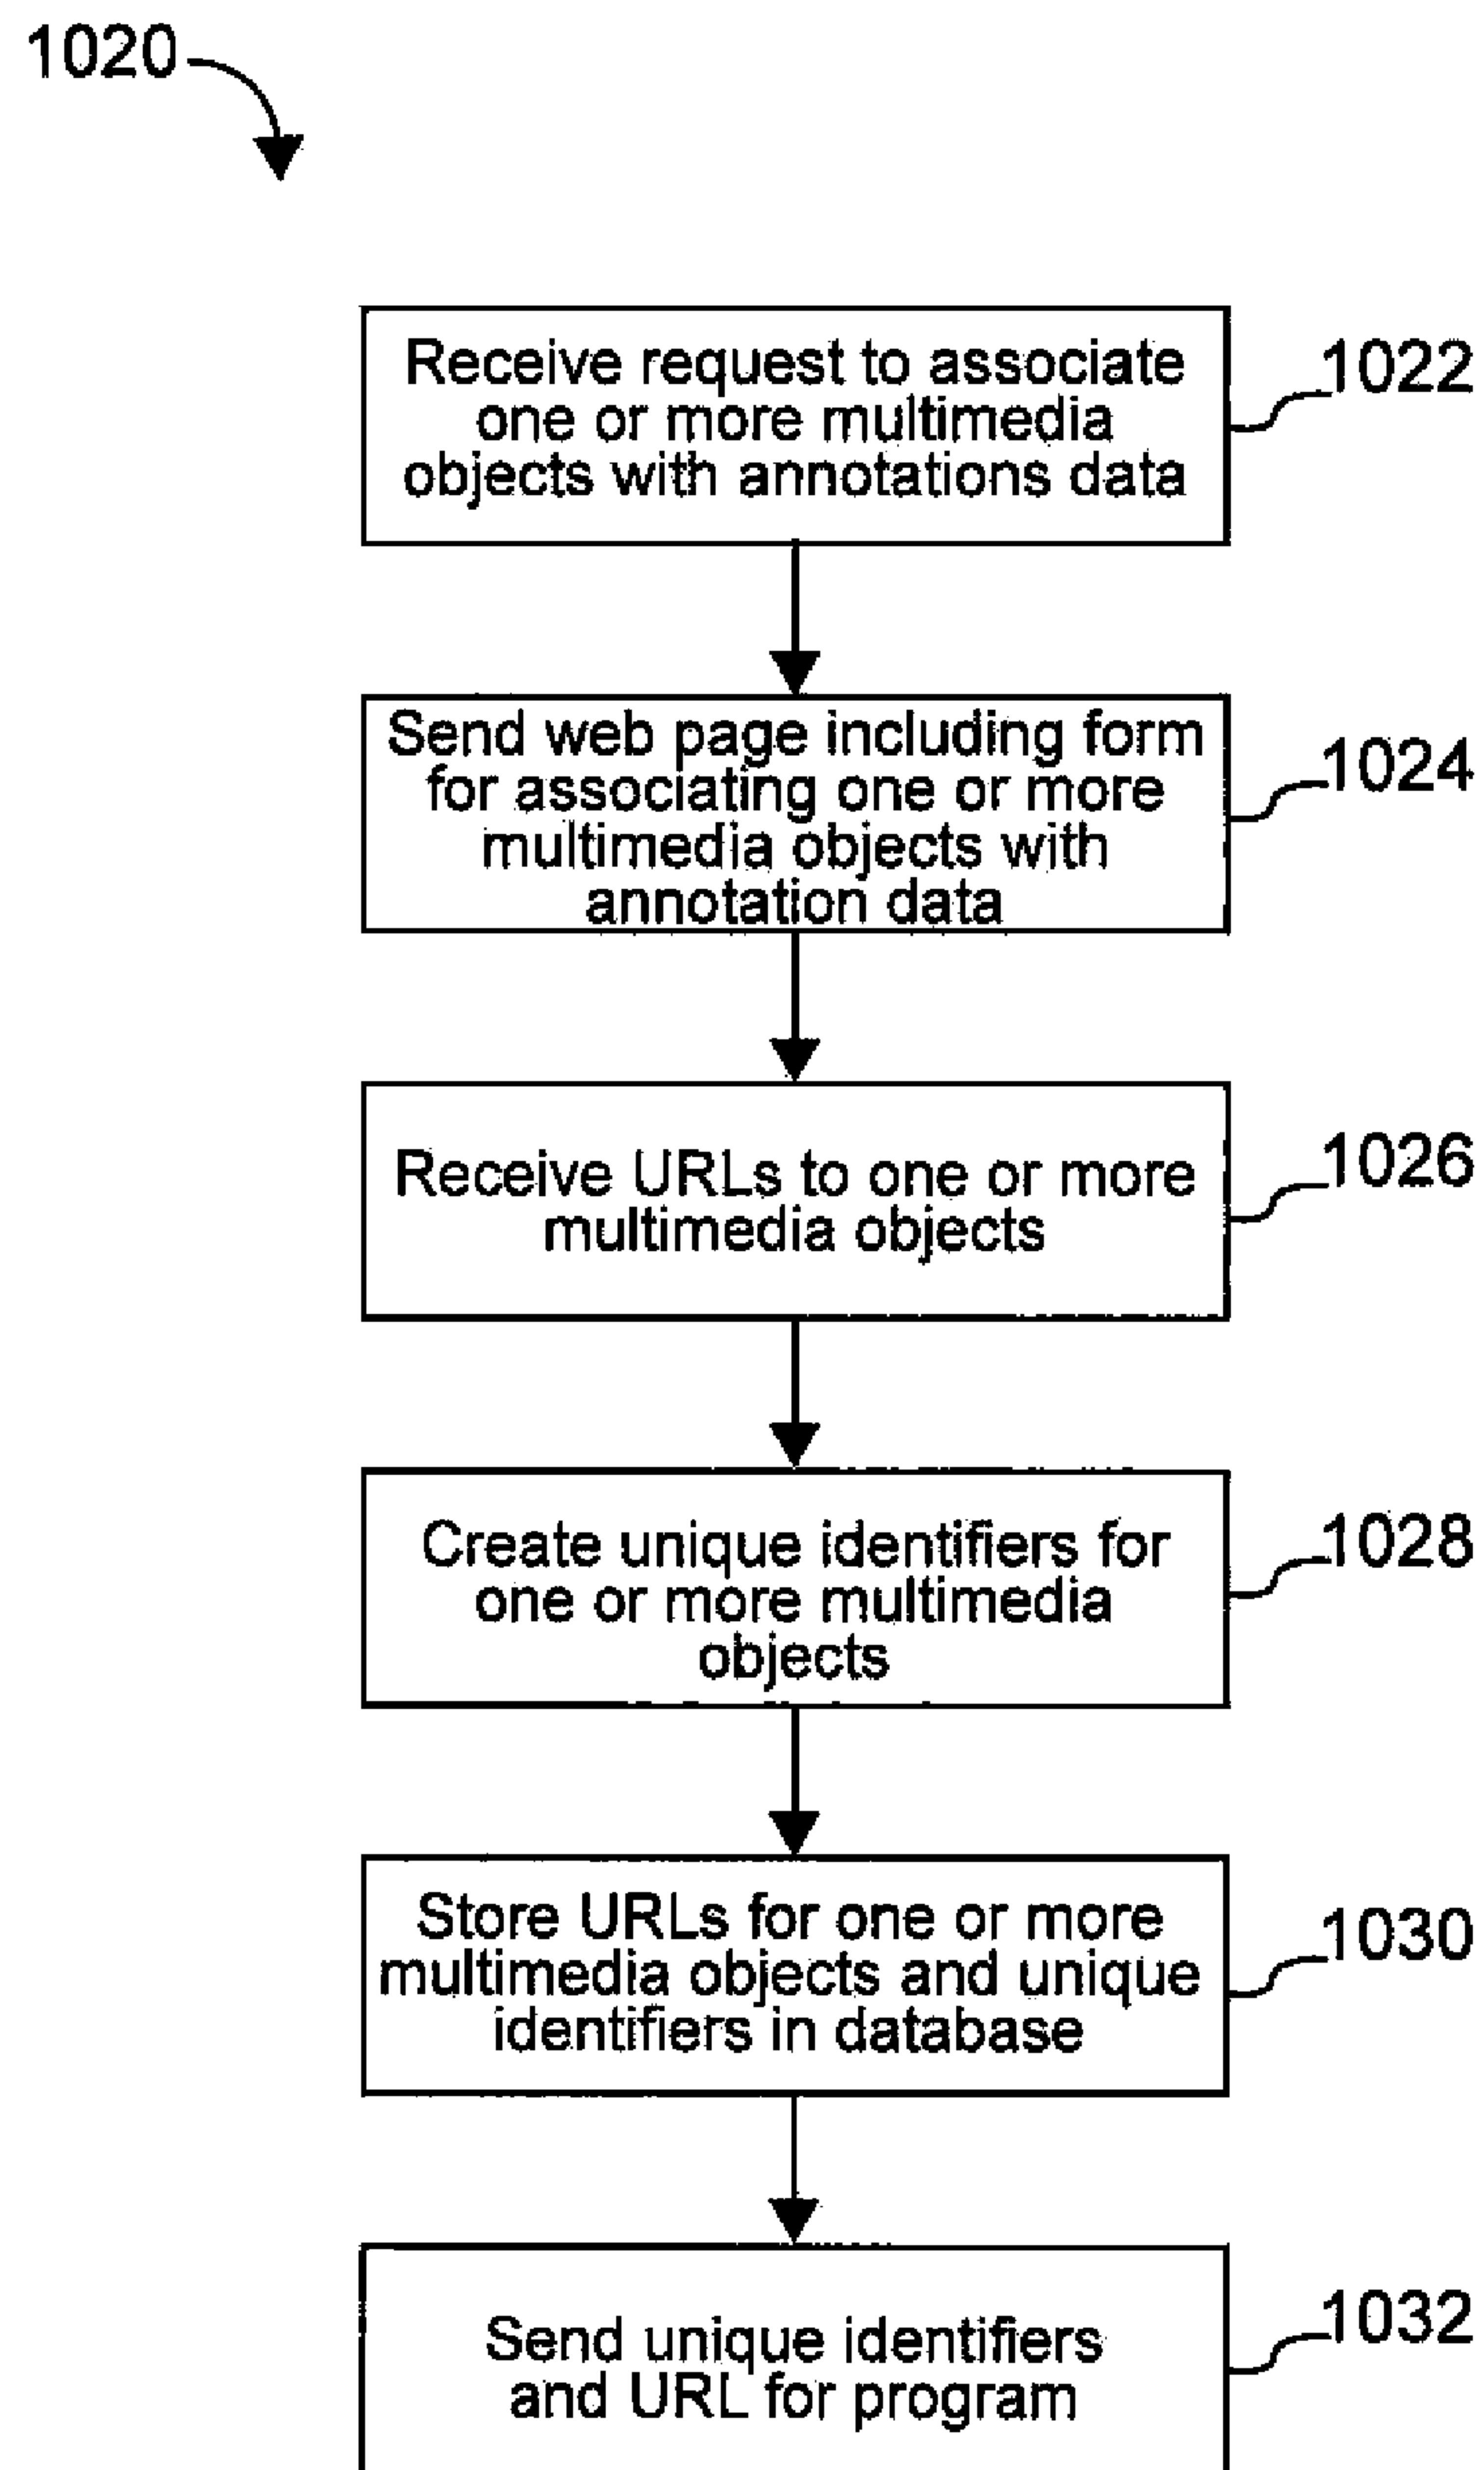 1020
Receive request to associate
one or more multimedia
objects with annotations data
1022
Send web page including form
for associating one or more
multimedia objects with
annotation data
1024
Receive URLs to one or more
multimedia objects
1026
Create unique identifiers for
one or more multimedia
objects
1028
Store URLs for one or more
multimedia objects and unique
identifiers in database
1030
Send unique identifiers
and URL for program
1032